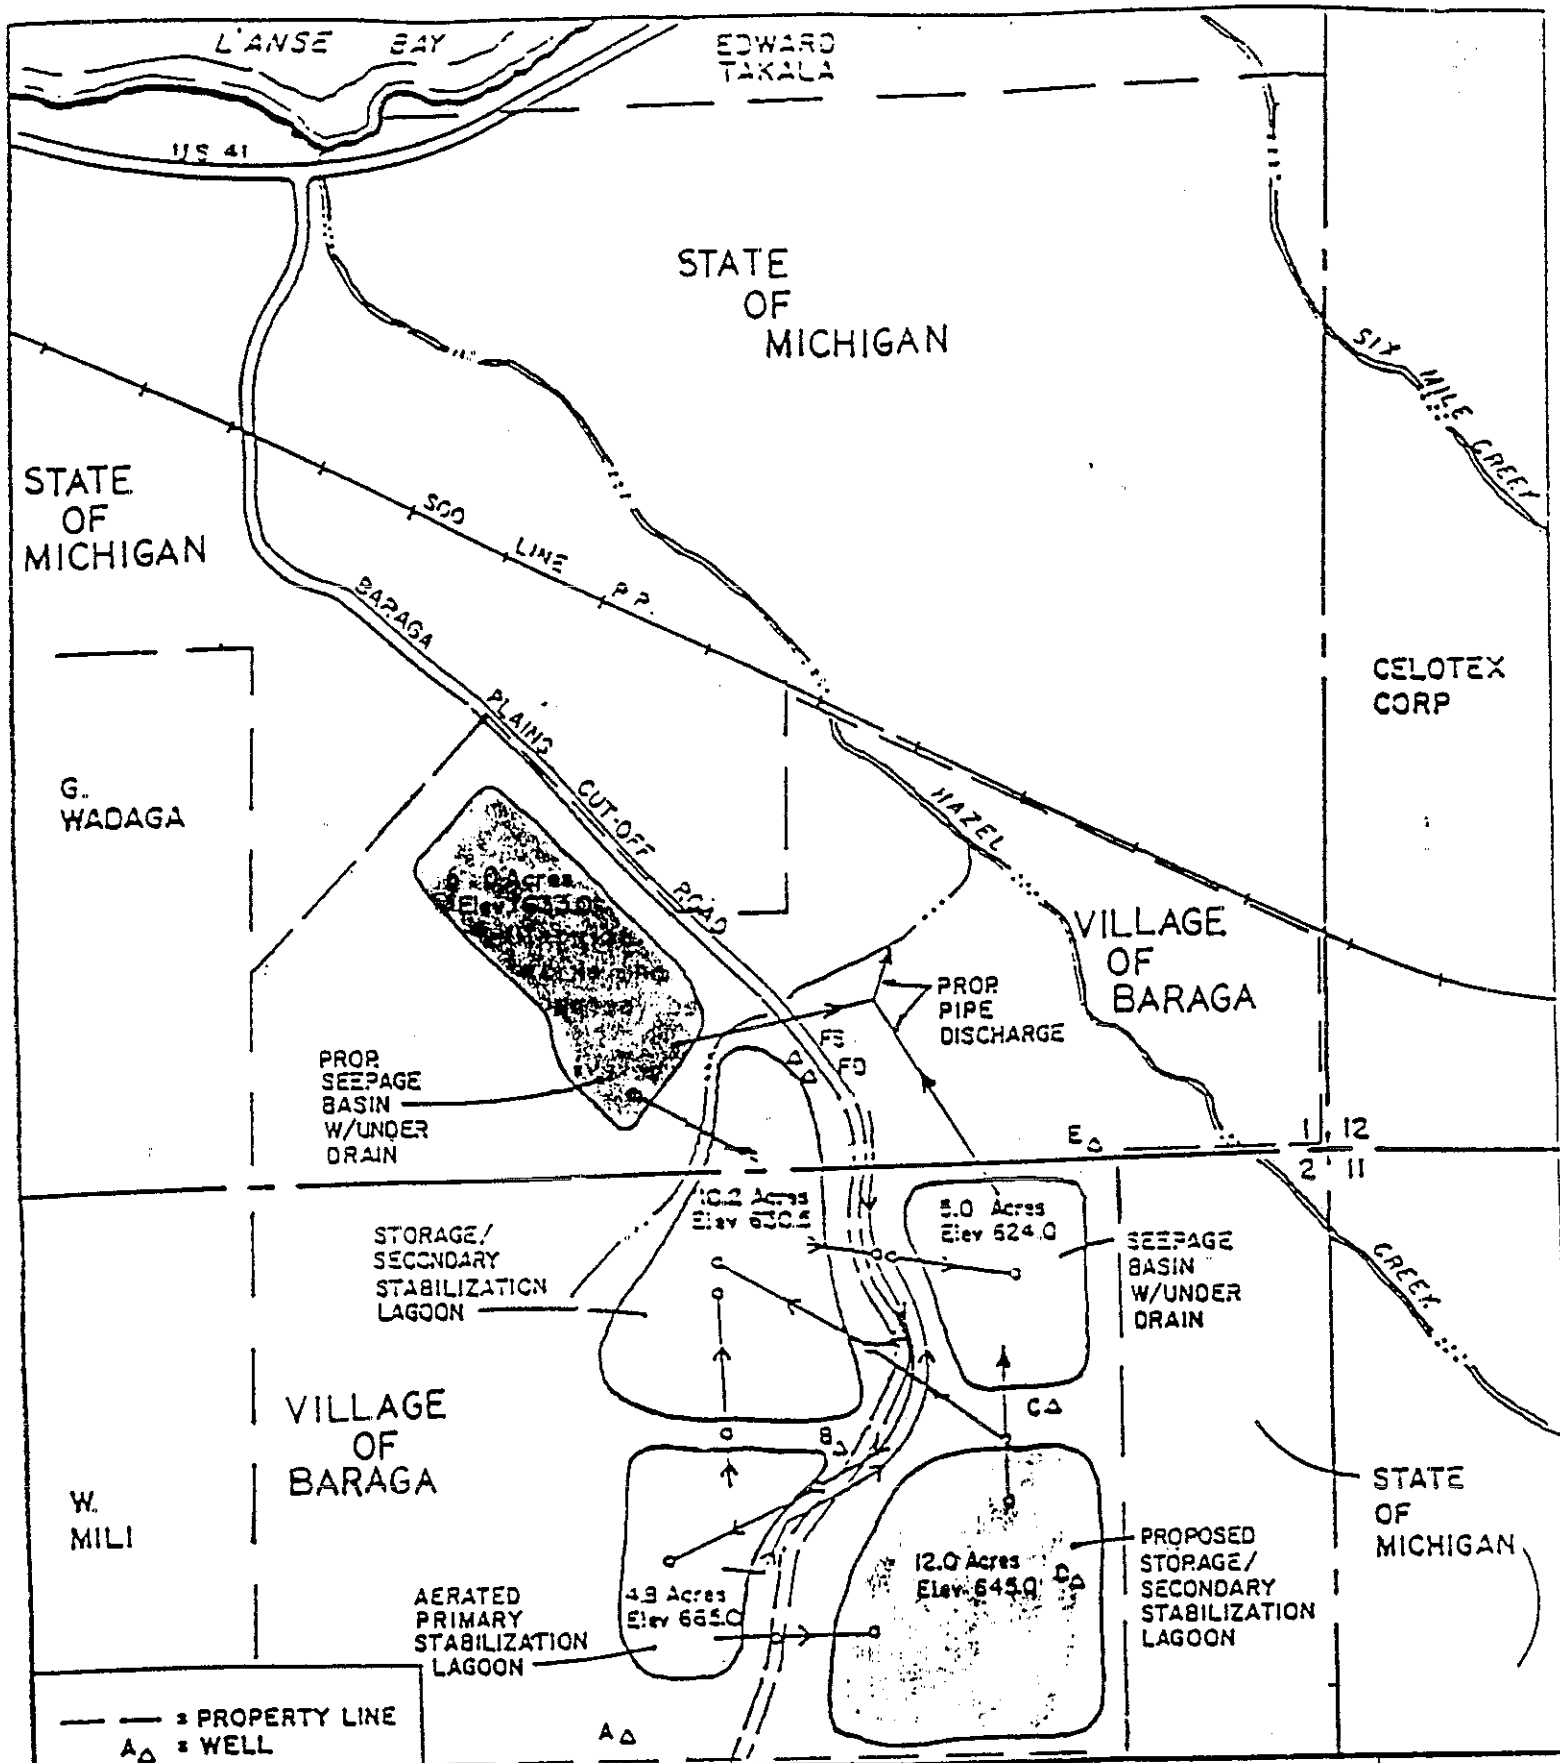 L'ANSE BAY
EDWARD
TAKALA
US 41
STATE
OF
MICHIGAN
SIX MILE CREEK
STATE
OF
MICHIGAN
SOO LINE R.R.
BARAGA PLAINS CUT-OFF ROAD
CELOTEX
CORP
G.
WADAGA
HAZEL
Acres
Elev 633.0
VILLAGE
OF
BARAGA
PROP.
PIPE
DISCHARGE
FS
FD
PROP.
SEEPAGE
BASIN
W/UNDER
DRAIN
E
1 12
2 11
10.2 Acres
Elev 630.5
5.0 Acres
Elev 624.0
STORAGE/
SECONDARY
STABILIZATION
LAGOON
SEEPAGE
BASIN
W/UNDER
DRAIN
CREEK
VILLAGE
OF
BARAGA
C
B
W.
MILI
STATE
OF
MICHIGAN
12.0 Acres
Elev 645.0
D
PROPOSED
STORAGE/
SECONDARY
STABILIZATION
LAGOON
AERATED
PRIMARY
STABILIZATION
LAGOON
Acres
Elev 665.0
A
= PROPERTY LINE
A = WELL